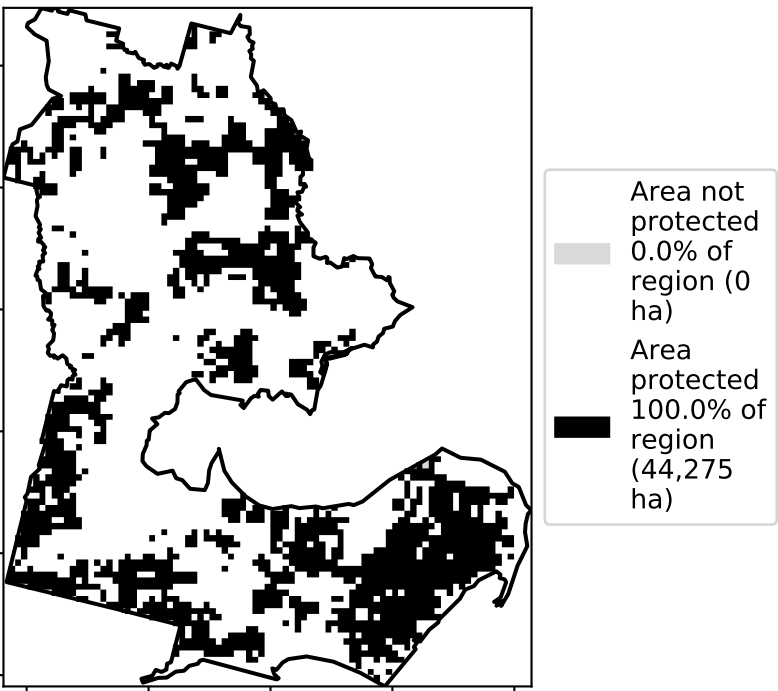 Area not
protected
0.0% of
region (0
ha)
Area
protected
100.0% of
region
(44,275
ha)